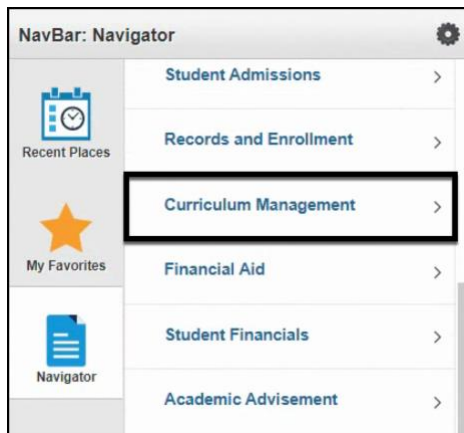 NavBar: Navigator
Recent Places
My Favorites
Navigator
Student Admissions
Records and Enrollment
Curriculum Management
Financial Aid
Student Financials
Academic Advisement